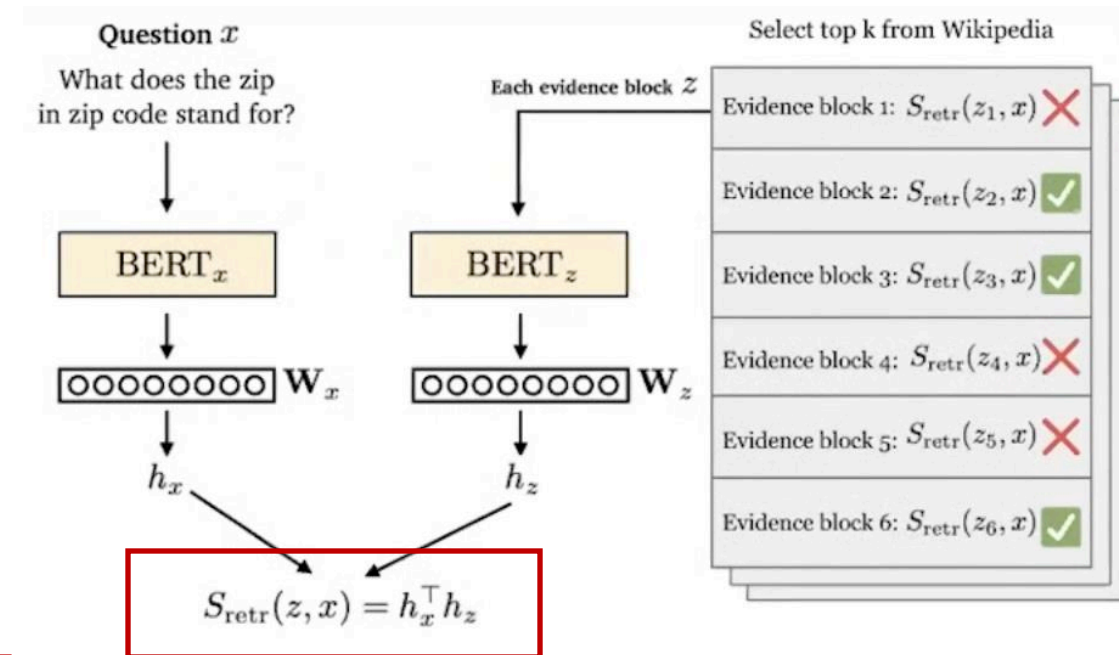 Question x
What does the zip
in zip code stand for?
BERT_x
W_x
h_x
Each evidence block z
BERT_z
W_z
h_z
S_retr(z, x) = h_x^⊤ h_z
Select top k from Wikipedia
Evidence block 1: S_retr(z_1, x) ❌
Evidence block 2: S_retr(z_2, x) ✅
Evidence block 3: S_retr(z_3, x) ✅
Evidence block 4: S_retr(z_4, x) ❌
Evidence block 5: S_retr(z_5, x) ❌
Evidence block 6: S_retr(z_6, x) ✅